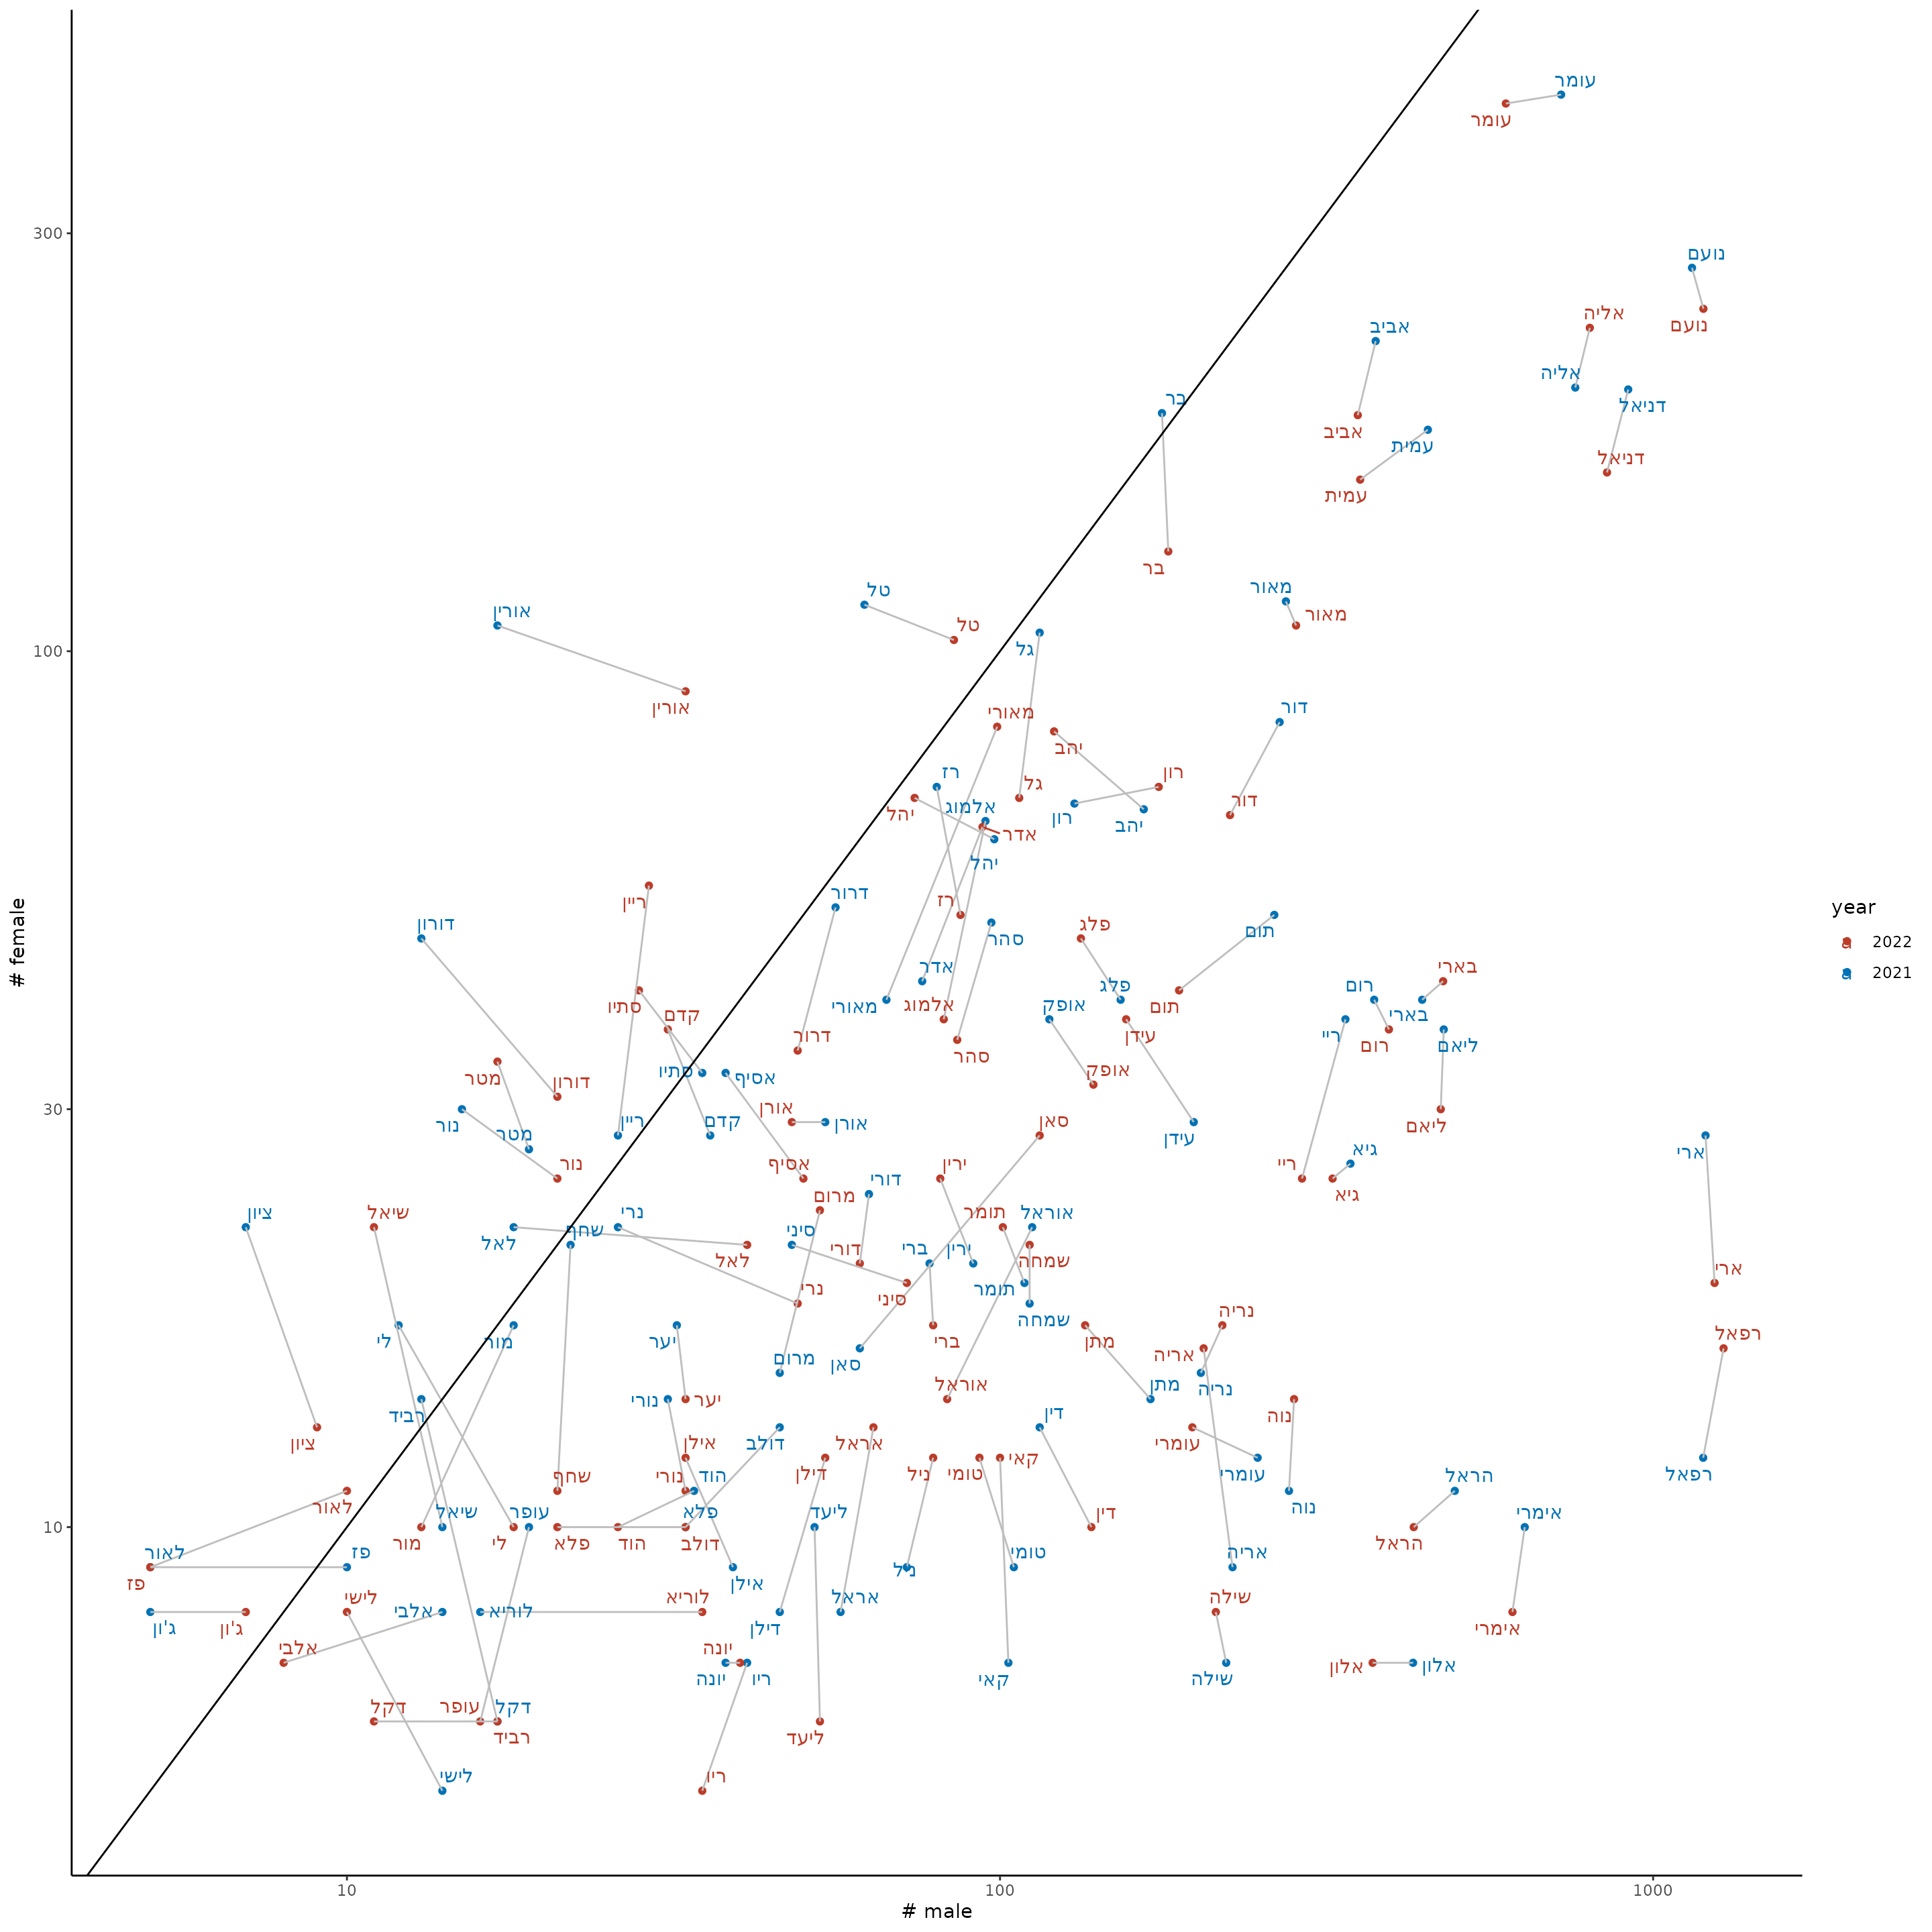 עומר
עומר
300
נועם
נועם
אליה
אביב
אליה
דניאל
בר
אביב
עמית
דניאל
עמית
בר
מאור
טל
אורין
מאור
טל
100
גל
אורין
דור
מאורי
יהב
רון
רז
גל
דור
אלמוג
יהל
רון
יהב
אדר
יהל
דרור
רז
ריין
פלג
דורון
תום
סהר
# female
year
2022
2021
אדר
בארי
פלג
רום
סתיו
מאורי
אלמוג
אופק
תום
בארי
קדם
ריי
עידן
דרור
רום
ליאם
סהר
אופק
מטר
דורון
סתיו
אסיף
30
אורן
ליאם
נור
ריין
קדם
אורן
סאן
מטר
עידן
ארי
גיא
נור
אסיף
ירין
ריי
דורי
גיא
מרום
ציון
שיאל
נרי
תומר
אוראל
שחף
סיני
לאל
ברי
ירין
דורי
לאל
שמחה
ארי
תומר
נרי
סיני
נריה
שמחה
רפאל
לי
מור
יער
ברי
מתן
אריה
מרום
סאן
אוראל
מתן
נריה
נורי
יער
רביד
דין
נוה
ציון
אילן
דולב
אראל
עומרי
קאי
שחף
נורי
הוד
דילן
ניל
טומי
עומרי
הראל
רפאל
לאור
נוה
שיאל
עופר
פלא
ליעד
דין
אימרי
10
מור
לי
פלא
הוד
דולב
הראל
לאור
פז
טומי
אריה
פז
ניל
אילן
לישי
לוריא
אראל
שילה
אלבי
לוריא
ג'ון
ג'ון
דילן
אימרי
אלבי
יונה
יונה
ריו
קאי
שילה
אלון
אלון
דקל
עופר
דקל
רביד
ליעד
לישי
ריו
10
100
1000
# male